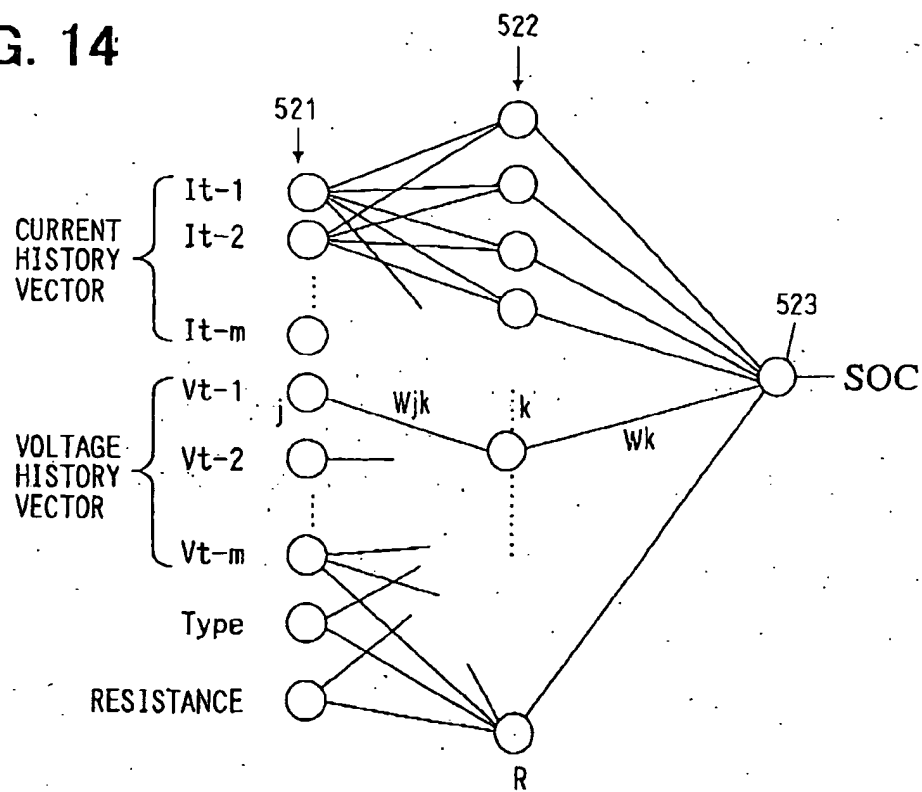 G. 14
522
521
It-1
It-2
CURRENT
HISTORY
VECTOR
It-m
523
SOC
Vt-1
j
Wjk
k
Wk
VOLTAGE
HISTORY
VECTOR
Vt-2
Vt-m
Type
RESISTANCE
R